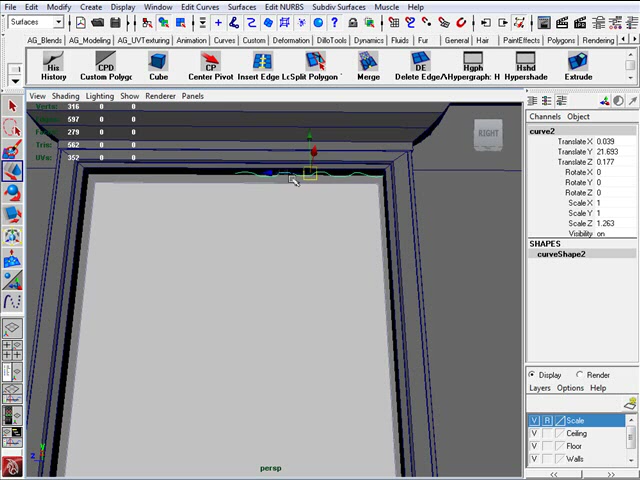 File Edit Modify Create Display Window Edit Curves Surfaces Edit NURBS Subdiv Surfaces Muscle Help
Surfaces
AG_Blends AG_Modeling AG_UVTexturing Animation Curves Custom Deformation DilloTools Dynamics Fluids Fur General Hair PaintEffects Polygons Rendering
His CPD CP DE Hgph Hshd
History Custom Polygo Cube Center Pivot Insert Edge Lo Split Polygon Merge Delete Edge/ Hypergraph: H Hypershade Extrude
View Shading Lighting Show Renderer Panels
Verts: 316 0 0
597 0 0
279 0 0
Tris: 562 0 0
UVs: 352 0 0
RIGHT
persp
z
Channels Object
curve2
Translate X 0.039
Translate Y 21.693
Translate Z 0.177
Rotate X 0
Rotate Y 0
Rotate Z 0
Scale X 1
Scale Y 1
Scale Z 1.263
Visibility on
SHAPES
curveShape2
Display Render
Layers Options Help
V R Scale
V Ceiling
V Floor
V Walls
<< >>